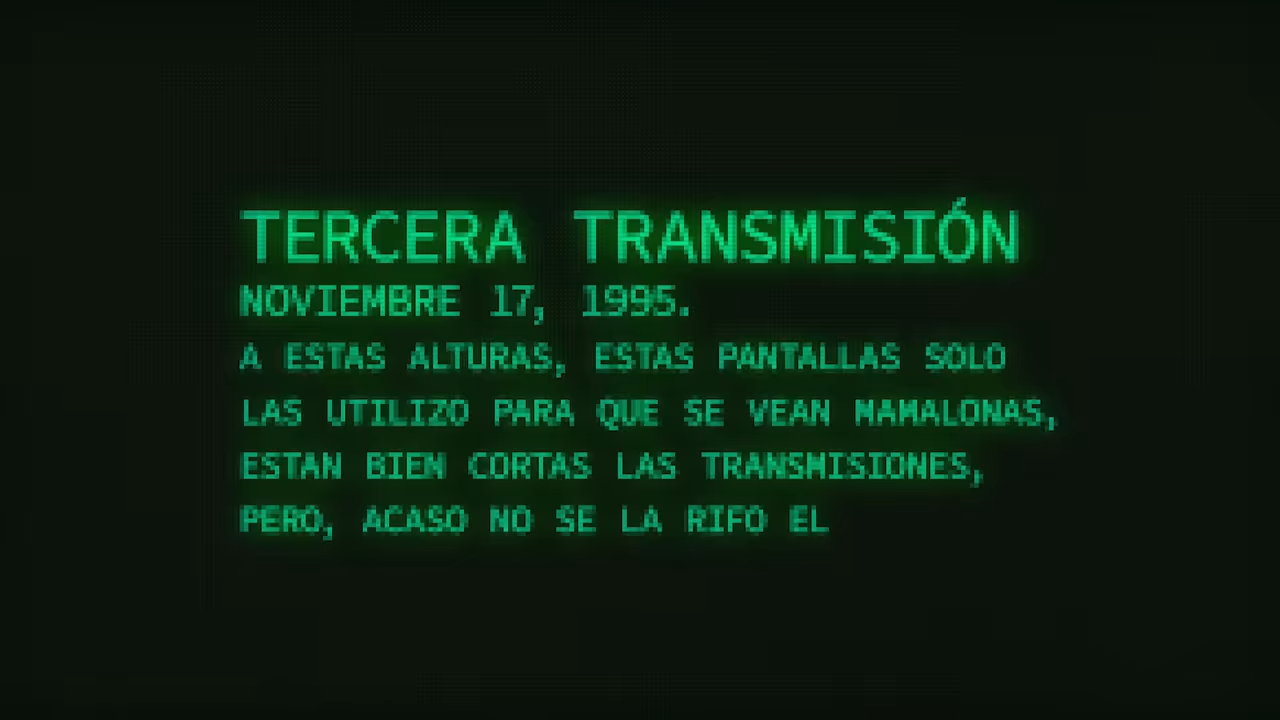 TERCERA TRANSMISIÓN
NOVIEMBRE 17, 1995.
A ESTAS ALTURAS, ESTAS PANTALLAS SOLO
LAS UTILIZO PARA QUE SE VEAN MAMALONAS,
ESTAN BIEN CORTAS LAS TRANSMISIONES,
PERO, ACASO NO SE LA RIFO EL